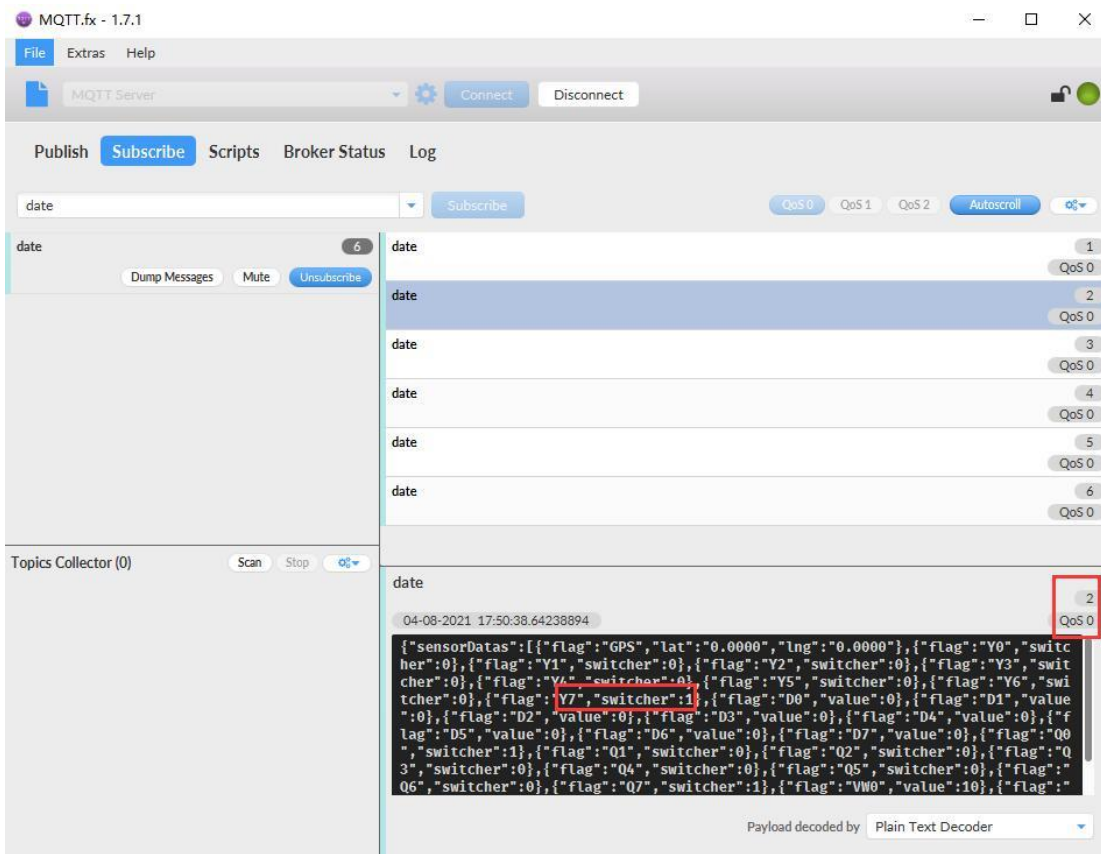 MQTT.fx - 1.7.1
File Extras Help
MQTT Server Connect Disconnect
Publish Subscribe Scripts Broker Status Log
date Subscribe QoS 0 QoS 1 QoS 2 Autoscroll
date 6
Dump Messages Mute Unsubscribe
date 1
QoS 0
date 2
QoS 0
date 3
QoS 0
date 4
QoS 0
date 5
QoS 0
date 6
QoS 0
Topics Collector (0) Scan Stop
date
2
04-08-2021 17:50:38.64238894 QoS 0
{"sensorDatas":[{"flag":"GPS","lat":"0.0000","lng":"0.0000"},{"flag":"Y0","switc
her":0},{"flag":"Y1","switcher":0},{"flag":"Y2","switcher":0},{"flag":"Y3","swit
cher":0},{"flag":"Y4","switcher":0},{"flag":"Y5","switcher":0},{"flag":"Y6","swi
tcher":0},{"flag":"Y7","switcher":1},{"flag":"D0","value":0},{"flag":"D1","value
":0},{"flag":"D2","value":0},{"flag":"D3","value":0},{"flag":"D4","value":0},{"f
lag":"D5","value":0},{"flag":"D6","value":0},{"flag":"D7","value":0},{"flag":"Q0
","switcher":1},{"flag":"Q1","switcher":0},{"flag":"Q2","switcher":0},{"flag":"Q
3","switcher":0},{"flag":"Q4","switcher":0},{"flag":"Q5","switcher":0},{"flag":"
Q6","switcher":0},{"flag":"Q7","switcher":1},{"flag":"VW0","value":10},{"flag":"
Payload decoded by Plain Text Decoder